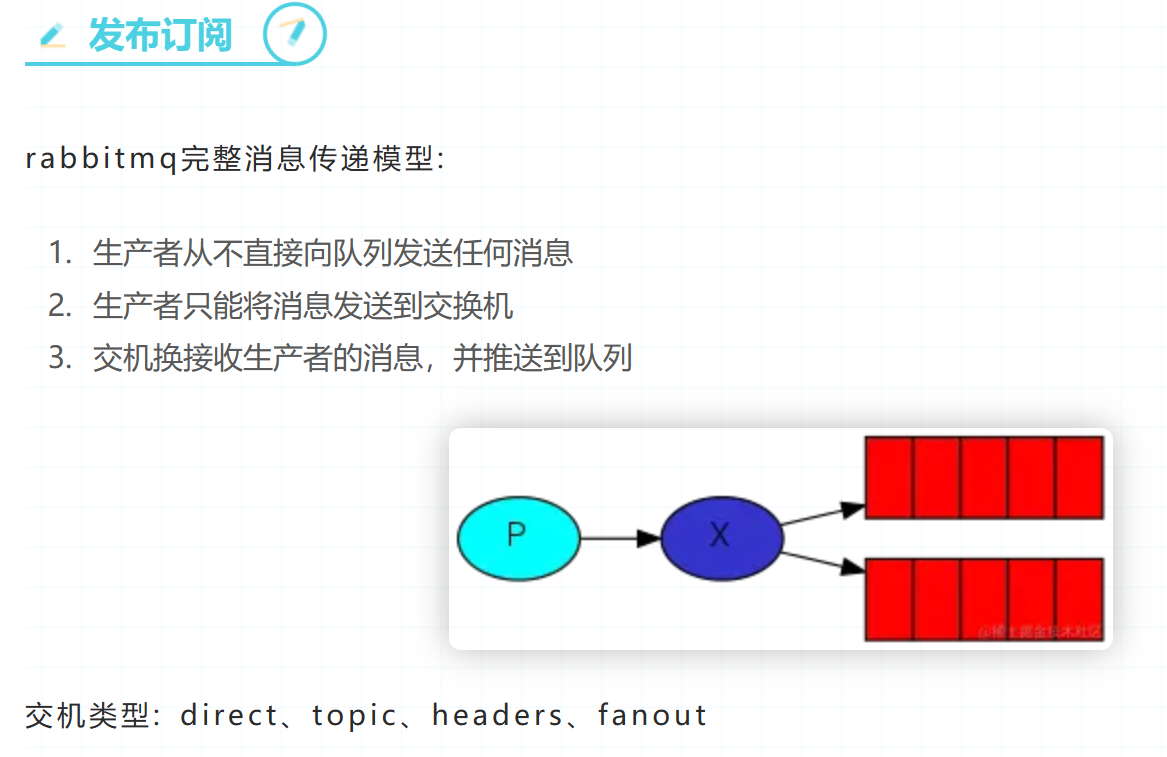 发布订阅
rabbitmq完整消息传递模型:
1. 生产者从不直接向队列发送任何消息
2. 生产者只能将消息发送到交换机
3. 交机换接收生产者的消息，并推送到队列
P
X
@稀土掘金技术社区
交机类型: direct、topic、headers、fanout